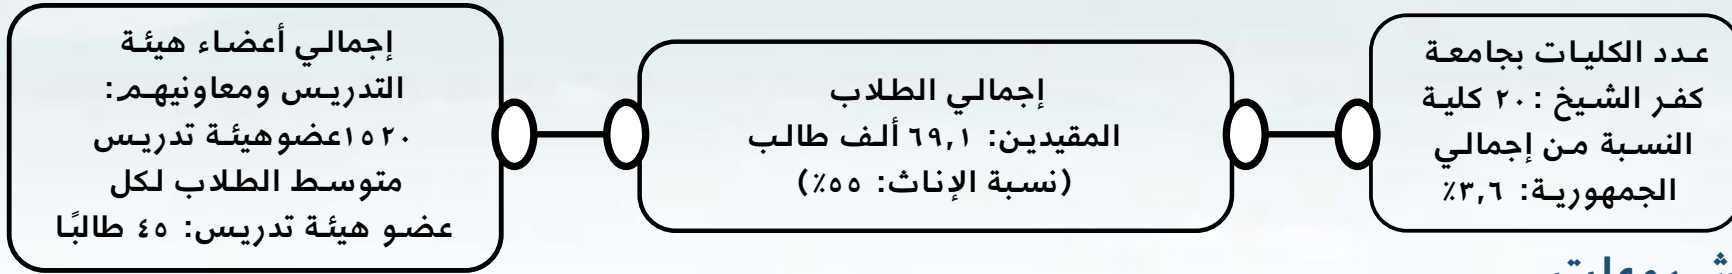 عدد الكليات بجامعة
كفر الشيخ : ٢٠ كلية
النسبة من إجمالي
الجمهورية: ٣,٦٪
إجمالي الطلاب
المقيدين: ٦٩,١ ألف طالب
(نسبة الإناث: ٥٥٪)
إجمالي أعضاء هيئة
التدريس ومعاونيهم:
١٥٢٠عضوهيئة تدريس
متوسط الطلاب لكل
عضو هيئة تدريس: ٤٥ طالبًا